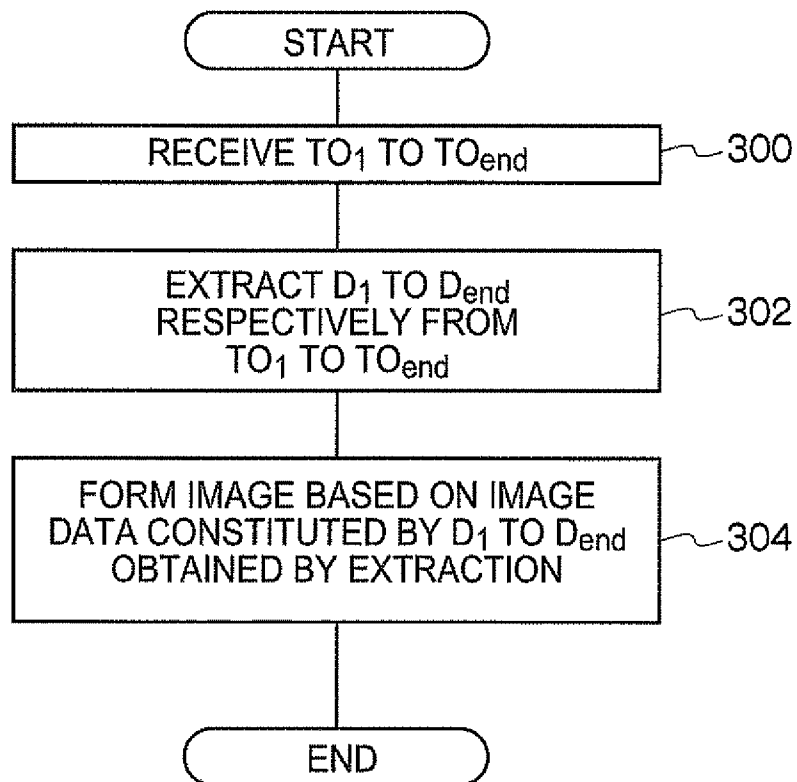 START
RECEIVE TO₁ TO TOend
300
EXTRACT D₁ TO Dend
RESPECTIVELY FROM
TO₁ TO TOend
302
FORM IMAGE BASED ON IMAGE
DATA CONSTITUTED BY D₁ TO Dend
OBTAINED BY EXTRACTION
304
END